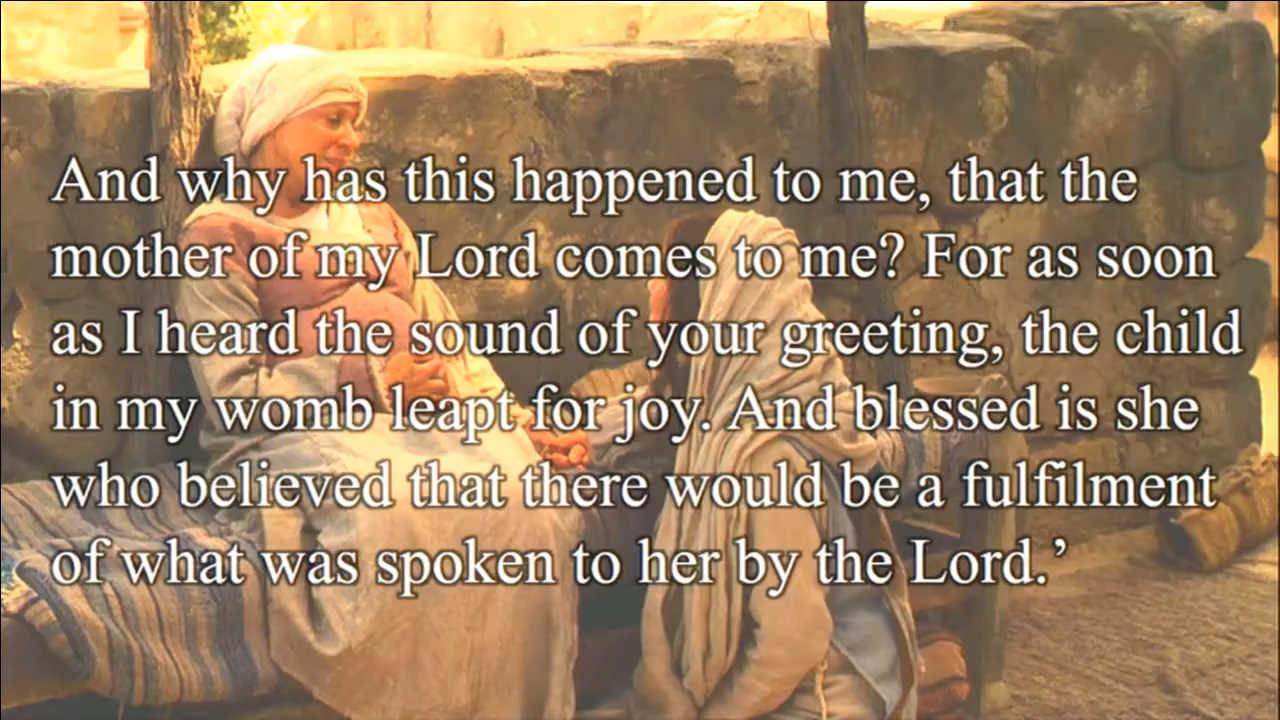 And why has this happened to me, that the
mother of my Lord comes to me? For as soon
as I heard the sound of your greeting, the child
in my womb leapt for joy. And blessed is she
who believed that there would be a fulfilment
of what was spoken to her by the Lord.’